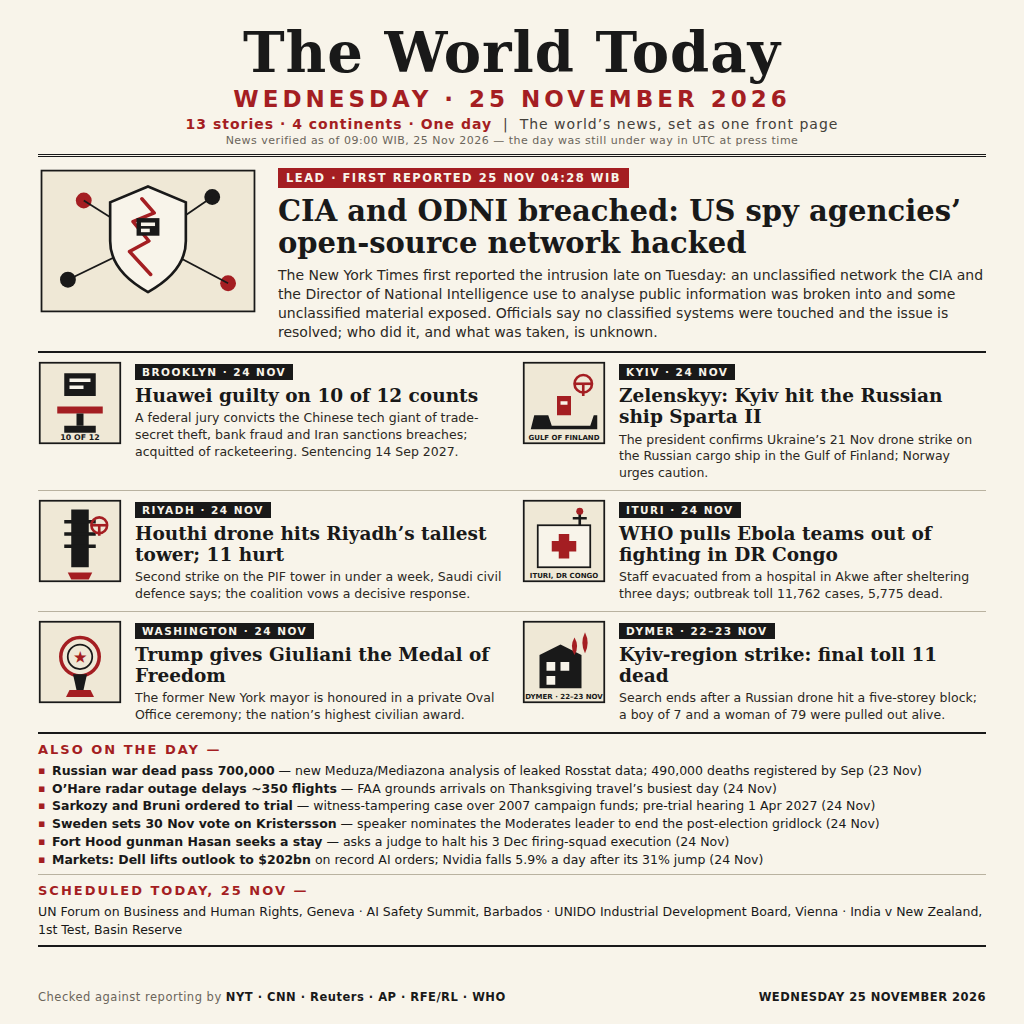 The World Today
WEDNESDAY · 25 NOVEMBER 2026
13 stories · 4 continents · One day | The world’s news, set as one front page
News verified as of 09:00 WIB, 25 Nov 2026 — the day was still under way in UTC at press time
LEAD · FIRST REPORTED 25 NOV 04:28 WIB
CIA and ODNI breached: US spy agencies’
open-source network hacked
The New York Times first reported the intrusion late on Tuesday: an unclassified network the CIA and
the Director of National Intelligence use to analyse public information was broken into and some
unclassified material exposed. Officials say no classified systems were touched and the issue is
resolved; who did it, and what was taken, is unknown.
10 OF 12
BROOKLYN · 24 NOV
Huawei guilty on 10 of 12 counts
A federal jury convicts the Chinese tech giant of trade-
secret theft, bank fraud and Iran sanctions breaches;
acquitted of racketeering. Sentencing 14 Sep 2027.
GULF OF FINLAND
KYIV · 24 NOV
Zelenskyy: Kyiv hit the Russian
ship Sparta II
The president confirms Ukraine’s 21 Nov drone strike on
the Russian cargo ship in the Gulf of Finland; Norway
urges caution.
RIYADH · 24 NOV
Houthi drone hits Riyadh’s tallest
tower; 11 hurt
Second strike on the PIF tower in under a week, Saudi civil
defence says; the coalition vows a decisive response.
ITURI, DR CONGO
ITURI · 24 NOV
WHO pulls Ebola teams out of
fighting in DR Congo
Staff evacuated from a hospital in Akwe after sheltering
three days; outbreak toll 11,762 cases, 5,775 dead.
WASHINGTON · 24 NOV
Trump gives Giuliani the Medal of
Freedom
The former New York mayor is honoured in a private Oval
Office ceremony; the nation’s highest civilian award.
DYMER · 22–23 NOV
DYMER · 22–23 NOV
Kyiv-region strike: final toll 11
dead
Search ends after a Russian drone hit a five-storey block;
a boy of 7 and a woman of 79 were pulled out alive.
ALSO ON THE DAY —
▪ Russian war dead pass 700,000 — new Meduza/Mediazona analysis of leaked Rosstat data; 490,000 deaths registered by Sep (23 Nov)
▪ O’Hare radar outage delays ~350 flights — FAA grounds arrivals on Thanksgiving travel’s busiest day (24 Nov)
▪ Sarkozy and Bruni ordered to trial — witness-tampering case over 2007 campaign funds; pre-trial hearing 1 Apr 2027 (24 Nov)
▪ Sweden sets 30 Nov vote on Kristersson — speaker nominates the Moderates leader to end the post-election gridlock (24 Nov)
▪ Fort Hood gunman Hasan seeks a stay — asks a judge to halt his 3 Dec firing-squad execution (24 Nov)
▪ Markets: Dell lifts outlook to $202bn on record AI orders; Nvidia falls 5.9% a day after its 31% jump (24 Nov)
SCHEDULED TODAY, 25 NOV —
UN Forum on Business and Human Rights, Geneva · AI Safety Summit, Barbados · UNIDO Industrial Development Board, Vienna · India v New Zealand,
1st Test, Basin Reserve
Checked against reporting by NYT · CNN · Reuters · AP · RFE/RL · WHO
WEDNESDAY 25 NOVEMBER 2026